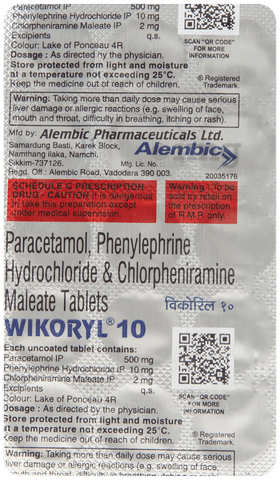 Paracetamol IP 500 mg
Phenylephrine Hydrochloride IP 10 mg
Chlorpheniramine Maleate IP 2 mg
Excipients q.s.
Colour: Lake of Ponceau 4R
Dosage : As directed by the physician.
Store protected from light and moisture
at a temperature not exceeding 25°C.
Keep the medicine out of reach of children.
SCAN "QR CODE"
FOR MORE
INFORMATION
® Registered
Trademark.
Warning: Taking more than daily dose may cause serious
liver damage or allergic reactions (e.g. swelling of face,
mouth and throat, difficulty in breathing, itching or rash).
Mfd by: Alembic Pharmaceuticals Ltd.
Samardung Basti, Karek Block,
Namthang ilaka, Namchi,
Sikkim-737126. Mfg Lic. No.
Regd. Off.: Alembic Road, Vadodara 390 003.
Alembic
20035176
SCHEDULE G PRESCRIPTION
DRUG - CAUTION it is dangerous
to take this preparation except
under medical supervision.
Warning : To be
sold by retail on
the prescription
of R.M.P. only.
Paracetamol, Phenylephrine
Hydrochloride & Chlorpheniramine
Maleate Tablets
WIKORYL® 10
विकोरिल १०
Each uncoated tablet contains:
Paracetamol IP 500 mg
Phenylephrine Hydrochloride IP 10 mg
Chlorpheniramine Maleate IP 2 mg
Excipients q.s.
Colour: Lake of Ponceau 4R
Dosage : As directed by the physician.
Store protected from light and moisture
at a temperature not exceeding 25°C.
Keep the medicine out of reach of children.
SCAN "QR CODE"
FOR MORE
INFORMATION
® Registered
Trademark.
Warning: Taking more than daily dose may cause serious
liver damage or allergic reactions (e.g. swelling of face,